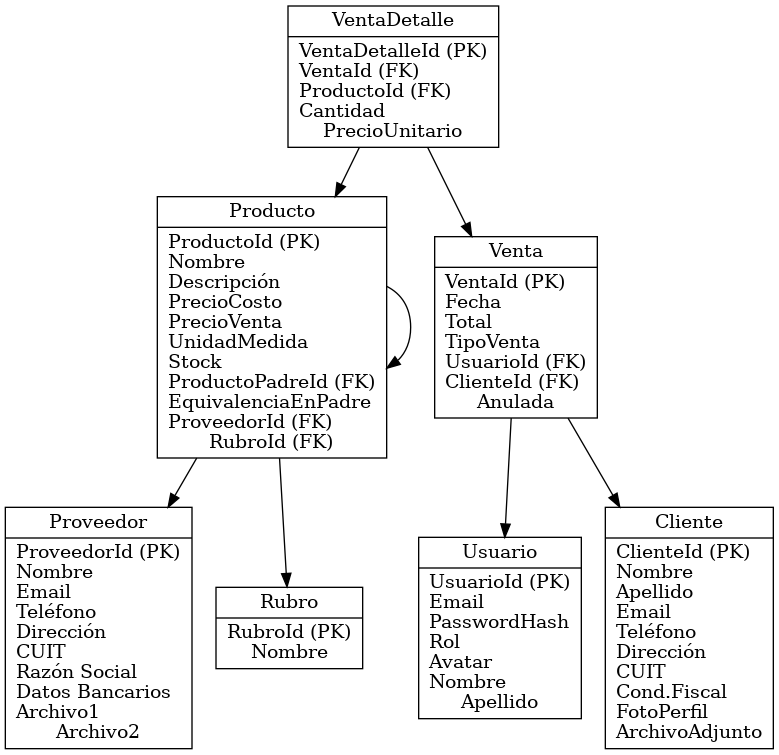 VentaDetalle
VentaDetalleId (PK)
VentaId (FK)
ProductoId (FK)
Cantidad
PrecioUnitario
Producto
ProductoId (PK)
Nombre
Descripción
PrecioCosto
PrecioVenta
UnidadMedida
Stock
ProductoPadreId (FK)
EquivalenciaEnPadre
ProveedorId (FK)
RubroId (FK)
Venta
VentaId (PK)
Fecha
Total
TipoVenta
UsuarioId (FK)
ClienteId (FK)
Anulada
Proveedor
ProveedorId (PK)
Nombre
Email
Teléfono
Dirección
CUIT
Razón Social
Datos Bancarios
Archivo1
Archivo2
Rubro
RubroId (PK)
Nombre
Usuario
UsuarioId (PK)
Email
PasswordHash
Rol
Avatar
Nombre
Apellido
Cliente
ClienteId (PK)
Nombre
Apellido
Email
Teléfono
Dirección
CUIT
Cond.Fiscal
FotoPerfil
ArchivoAdjunto